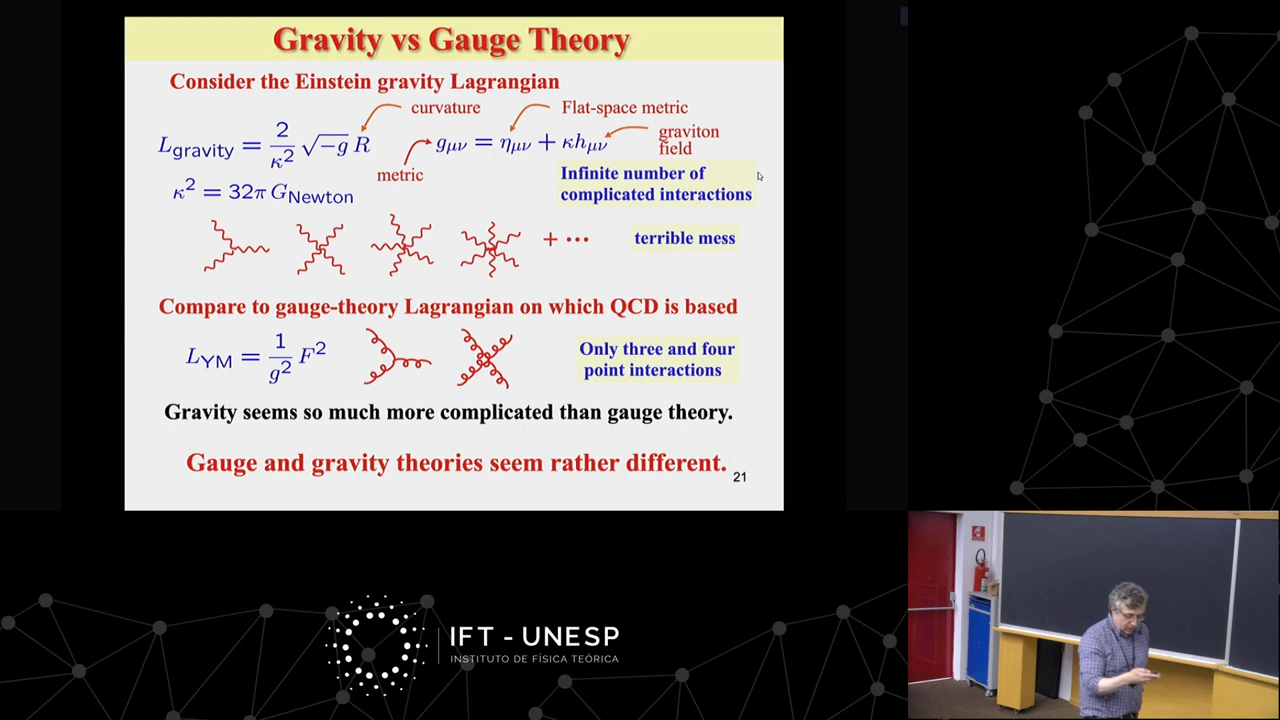 Gravity vs Gauge Theory
Consider the Einstein gravity Lagrangian
curvature
Flat-space metric
L_gravity = 2/κ² √−g R
g_μν = η_μν + κh_μν
graviton
field
metric
κ² = 32π G_Newton
Infinite number of
complicated interactions
+ ···
terrible mess
Compare to gauge-theory Lagrangian on which QCD is based
L_YM = 1/g² F²
Only three and four
point interactions
Gravity seems so much more complicated than gauge theory.
Gauge and gravity theories seem rather different.
21
IFT - UNESP
INSTITUTO DE FÍSICA TEÓRICA